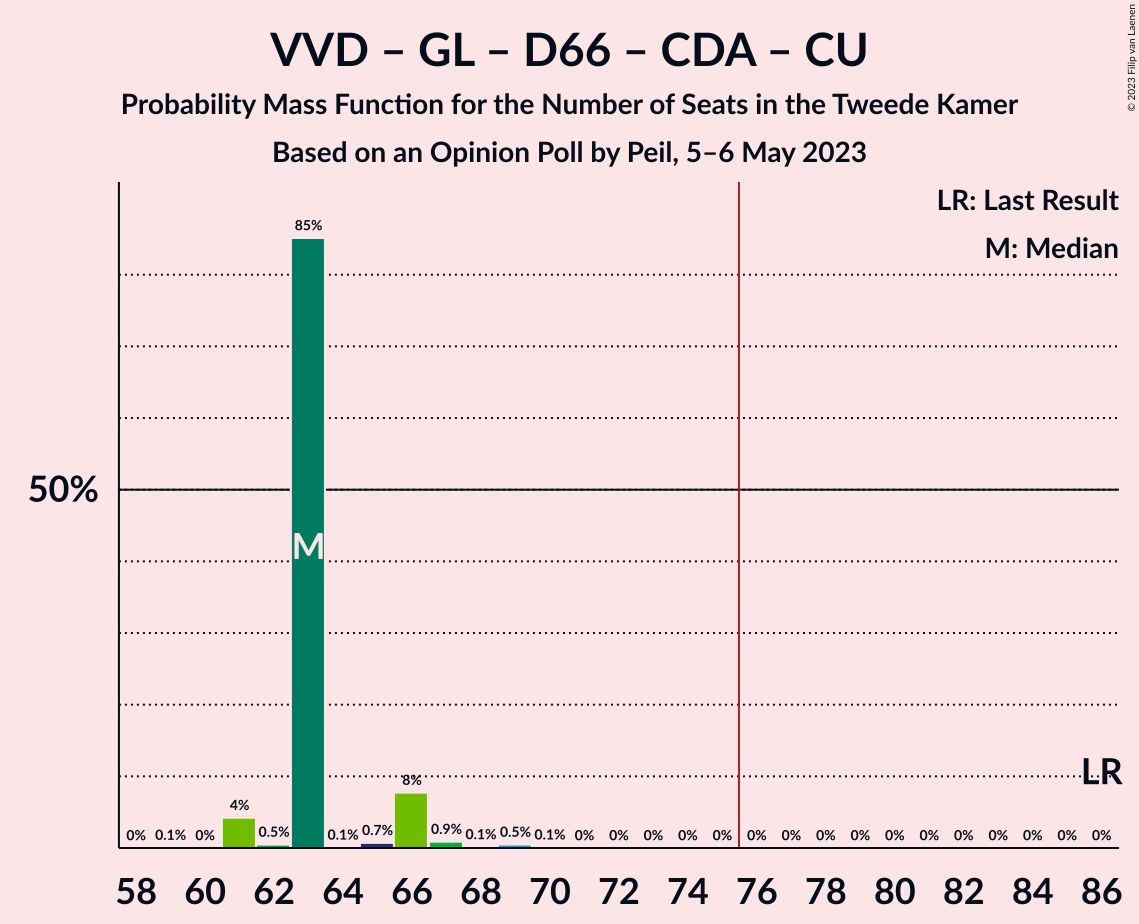 VVD – GL – D66 – CDA – CU
Probability Mass Function for the Number of Seats in the Tweede Kamer
Based on an Opinion Poll by Peil, 5–6 May 2023
© 2023 Filip van Laenen
LR: Last Result
M: Median
85%
50%
M
LR
8%
4%
0% 0.1% 0% 0.5% 0.1% 0.7% 0.9% 0.1% 0.5% 0.1% 0% 0% 0% 0% 0% 0% 0% 0% 0% 0% 0% 0% 0% 0% 0% 0%
58 60 62 64 66 68 70 72 74 76 78 80 82 84 86